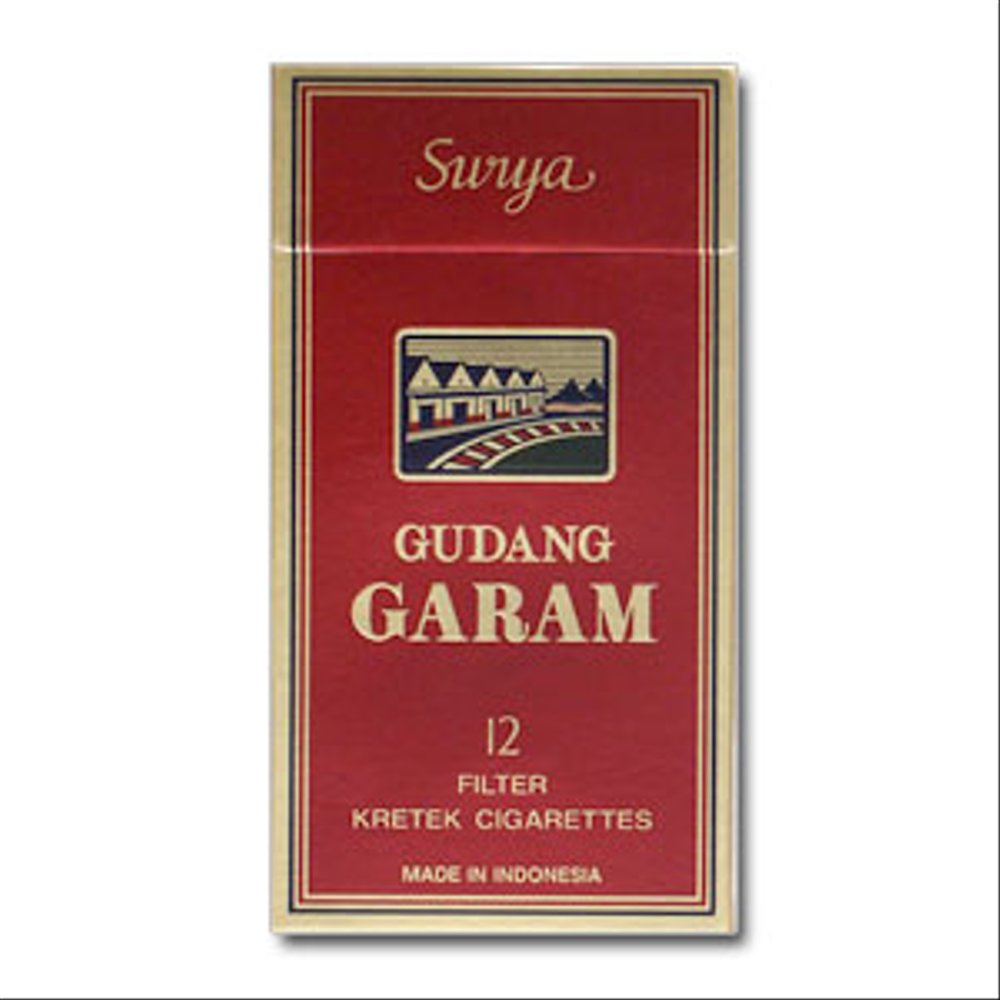 Surya
GUDANG
GARAM
12
FILTER
KRETEK CIGARETTES
MADE IN INDONESIA